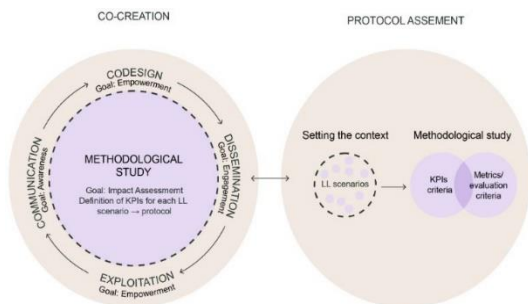 CO-CREATION
PROTOCOL ASSEMENT
CODESIGN
Goal: Empowerment
COMMUNICATION
Goal: Awareness
METHODOLOGICAL
STUDY
Goal: Impact Assessment
Definition of KPIs for each LL
scenario → protocol
DISSEMINATION
Goal: Engagement
EXPLOITATION
Goal: Empowerment
Setting the context
LL scenarios
Methodological study
KPIs
criteria
Metrics/
evaluation
criteria